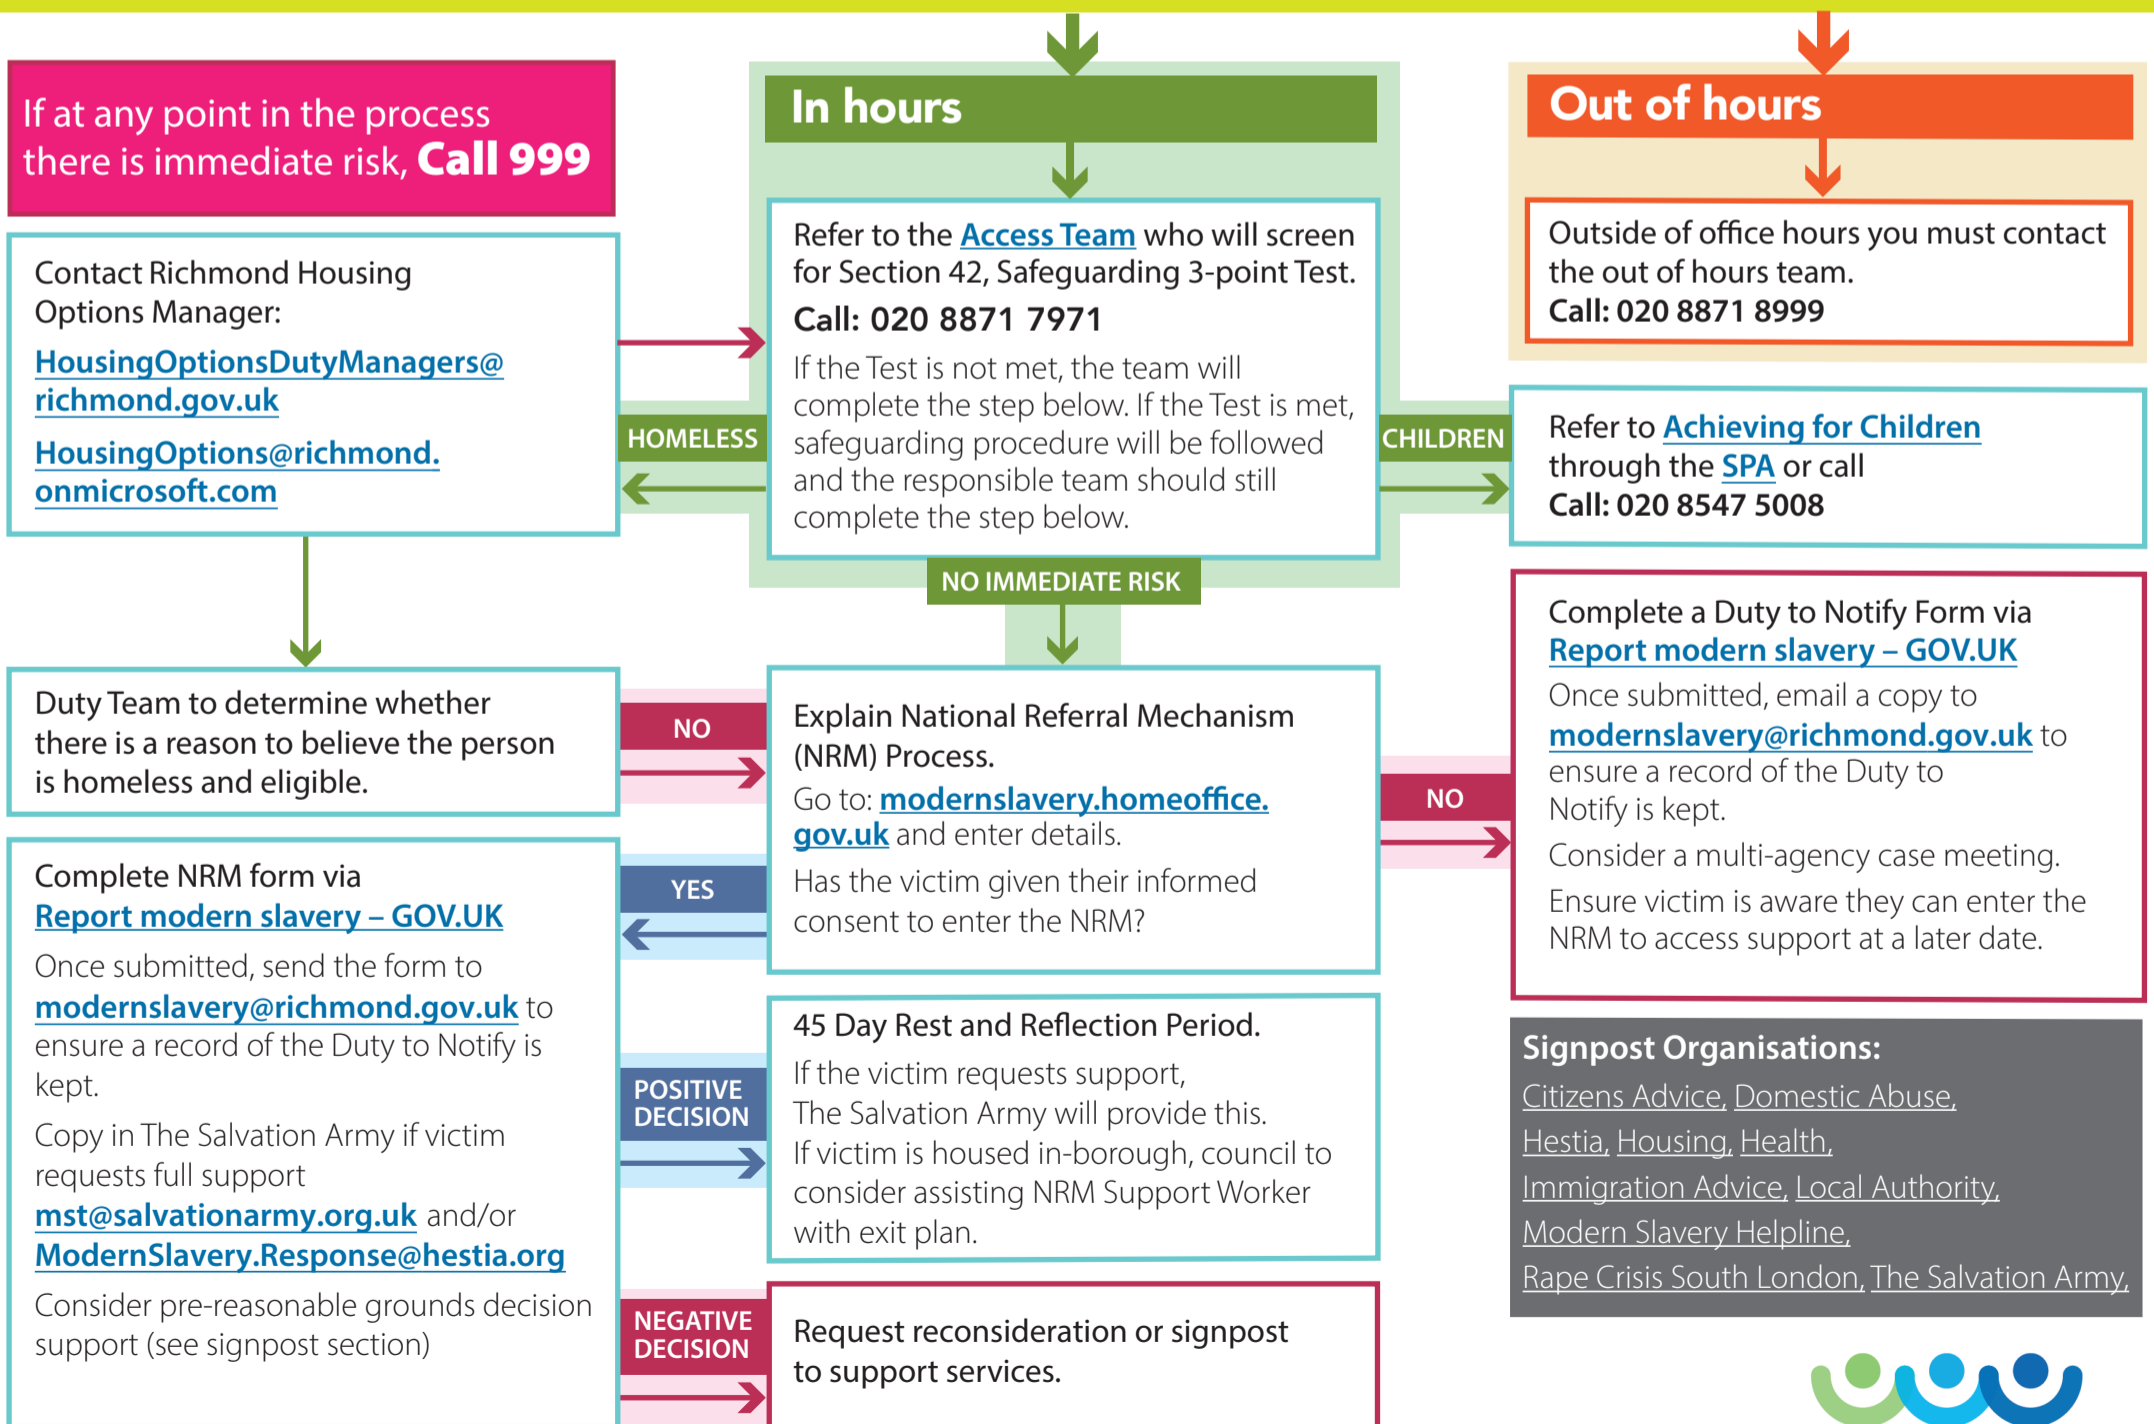 If at any point in the process
there is immediate risk, Call 999
Contact Richmond Housing
Options Manager:
HousingOptionsDutyManagers@
richmond.gov.uk
HousingOptions@richmond.
onmicrosoft.com
In hours
Refer to the Access Team who will screen
for Section 42, Safeguarding 3-point Test.
Call: 020 8871 7971
If the Test is not met, the team will
complete the step below. If the Test is met,
safeguarding procedure will be followed
and the responsible team should still
complete the step below.
Out of hours
Outside of office hours you must contact
the out of hours team.
Call: 020 8871 8999
HOMELESS
CHILDREN
Refer to Achieving for Children
through the SPA or call
Call: 020 8547 5008
NO IMMEDIATE RISK
Duty Team to determine whether
there is a reason to believe the person
is homeless and eligible.
NO
Explain National Referral Mechanism
(NRM) Process.
Go to: modernslavery.homeoffice.
gov.uk and enter details.
Has the victim given their informed
consent to enter the NRM?
NO
Complete a Duty to Notify Form via
Report modern slavery – GOV.UK
Once submitted, email a copy to
modernslavery@richmond.gov.uk to
ensure a record of the Duty to
Notify is kept.
Consider a multi-agency case meeting.
Ensure victim is aware they can enter the
NRM to access support at a later date.
YES
Complete NRM form via
Report modern slavery – GOV.UK
Once submitted, send the form to
modernslavery@richmond.gov.uk to
ensure a record of the Duty to Notify is
kept.
Copy in The Salvation Army if victim
requests full support
mst@salvationarmy.org.uk and/or
ModernSlavery.Response@hestia.org
Consider pre-reasonable grounds decision
support (see signpost section)
POSITIVE
DECISION
45 Day Rest and Reflection Period.
If the victim requests support,
The Salvation Army will provide this.
If victim is housed in-borough, council to
consider assisting NRM Support Worker
with exit plan.
NEGATIVE
DECISION
Request reconsideration or signpost
to support services.
Signpost Organisations:
Citizens Advice, Domestic Abuse,
Hestia, Housing, Health,
Immigration Advice, Local Authority,
Modern Slavery Helpline,
Rape Crisis South London, The Salvation Army,